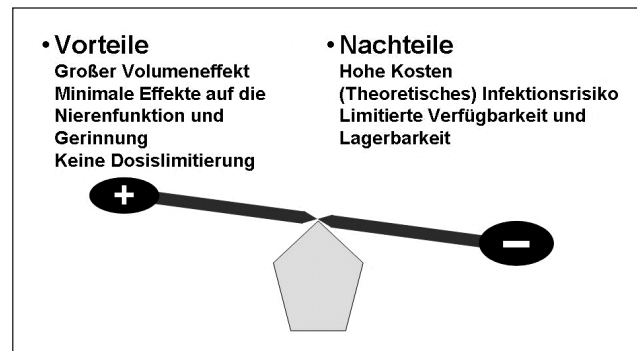 • Vorteile
Großer Volumeneffekt
Minimale Effekte auf die
Nierenfunktion und
Gerinnung
Keine Dosislimitierung
• Nachteile
Hohe Kosten
(Theoretisches) Infektionsrisiko
Limitierte Verfügbarkeit und
Lagerbarkeit
+
−